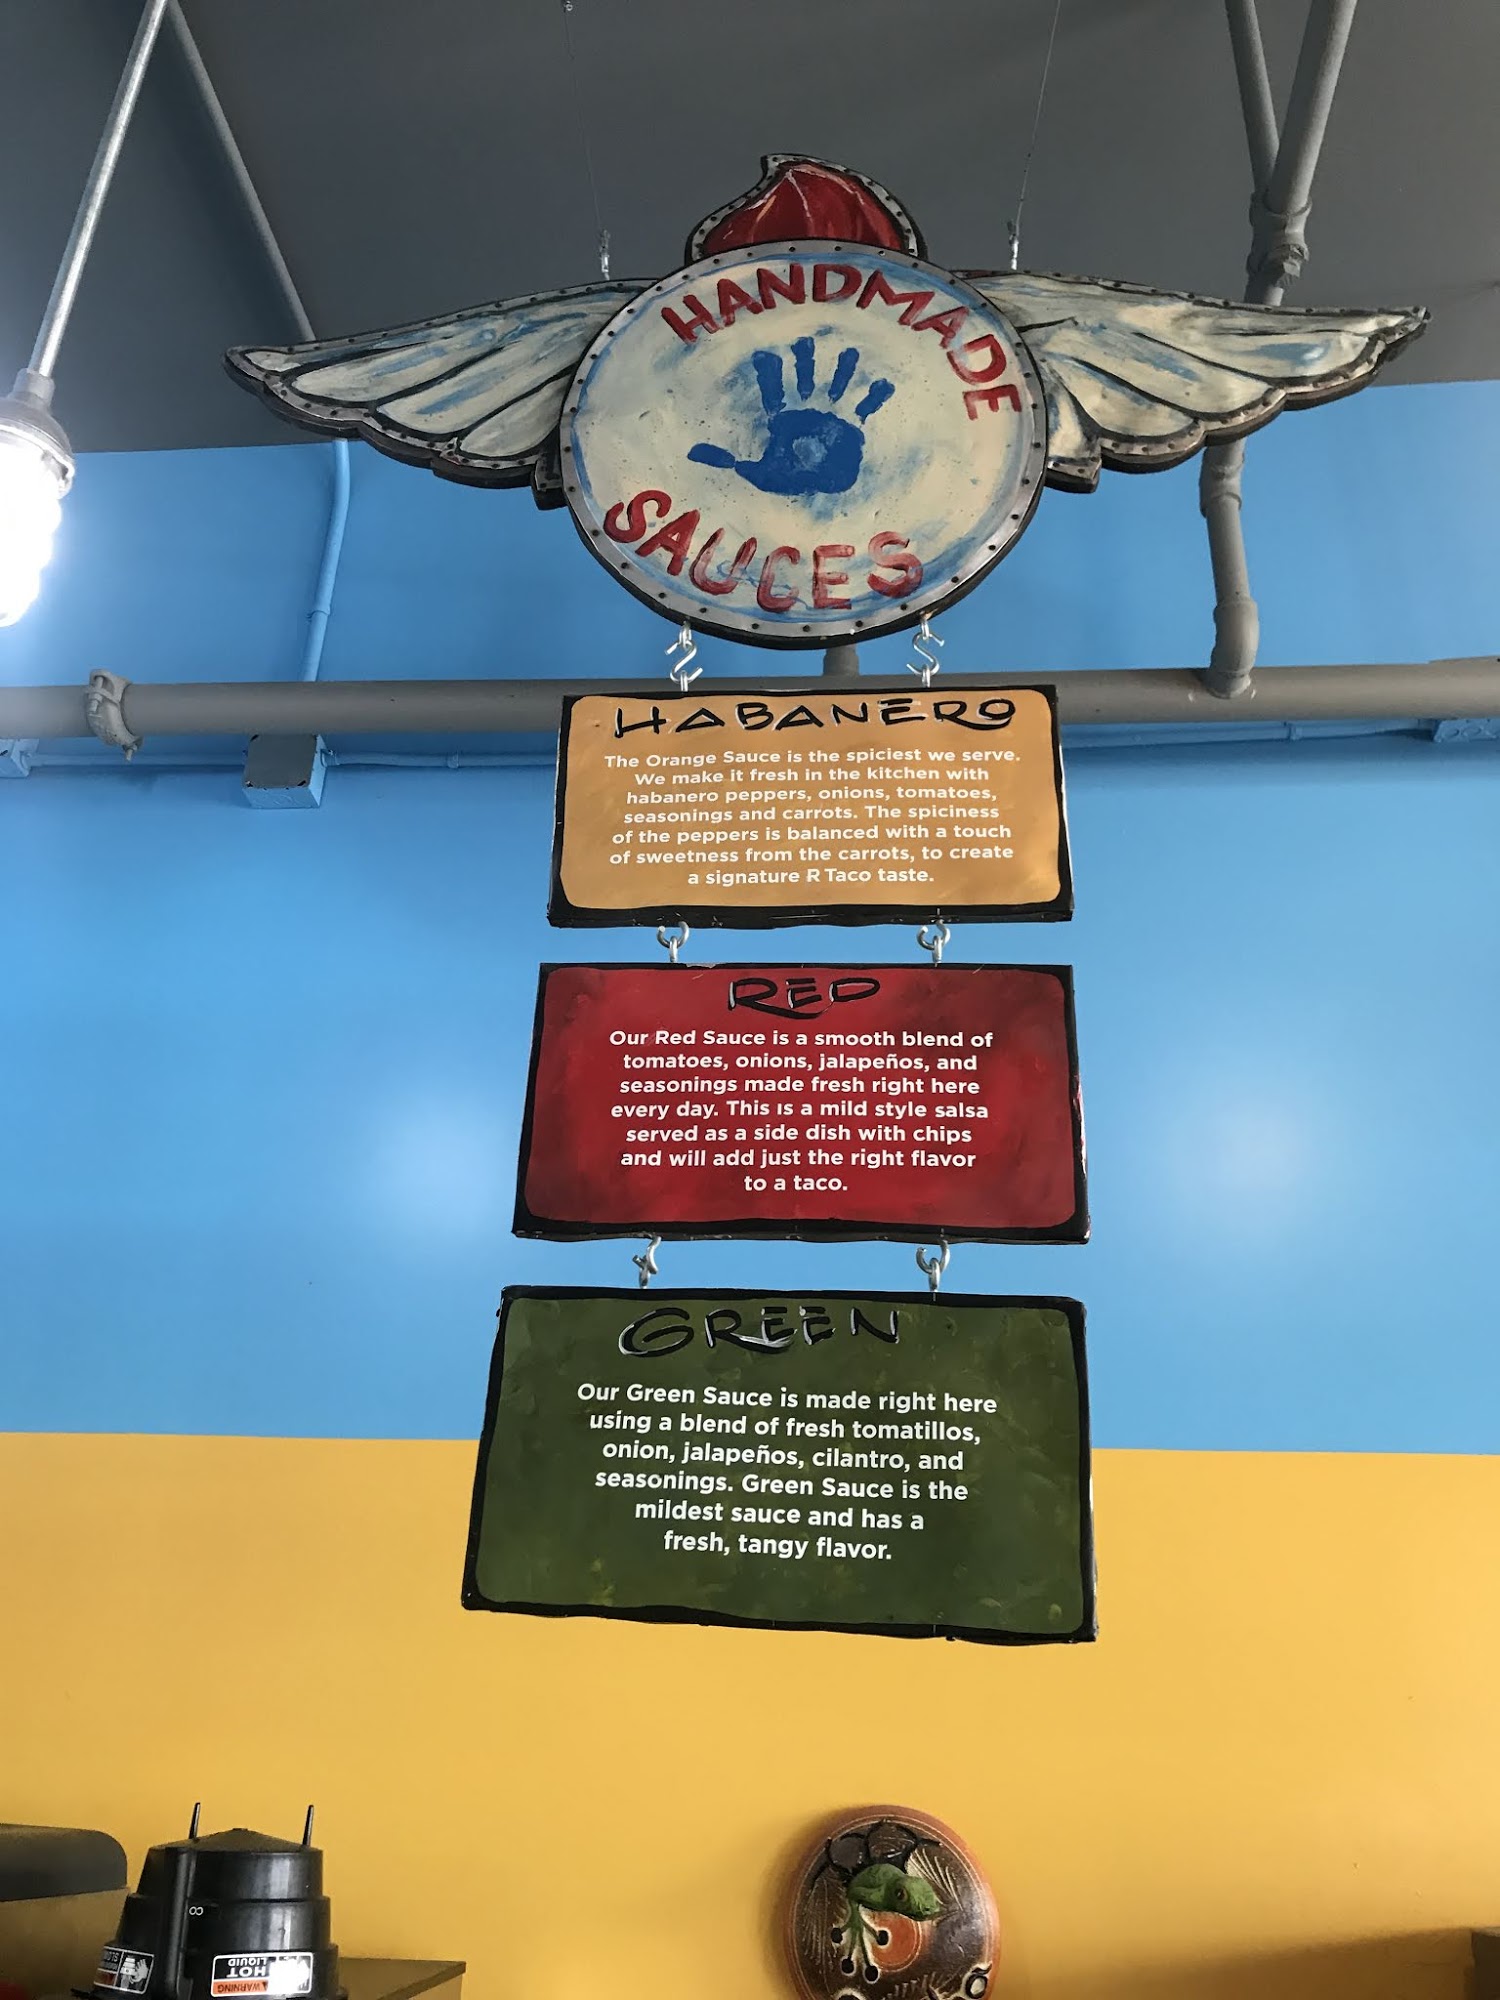 HANDMADE
SAUCES
HABANERO
The Orange Sauce is the spiciest we serve.
We make it fresh in the kitchen with
habanero peppers, onions, tomatoes,
seasonings and carrots. The spiciness
of the peppers is balanced with a touch
of sweetness from the carrots, to create
a signature R Taco taste.
RED
Our Red Sauce is a smooth blend of
tomatoes, onions, jalapeños, and
seasonings made fresh right here
every day. This is a mild style salsa
served as a side dish with chips
and will add just the right flavor
to a taco.
GREEN
Our Green Sauce is made right here
using a blend of fresh tomatillos,
onion, jalapeños, cilantro, and
seasonings. Green Sauce is the
mildest sauce and has a
fresh, tangy flavor.
WARNING
HOT
LIQUID